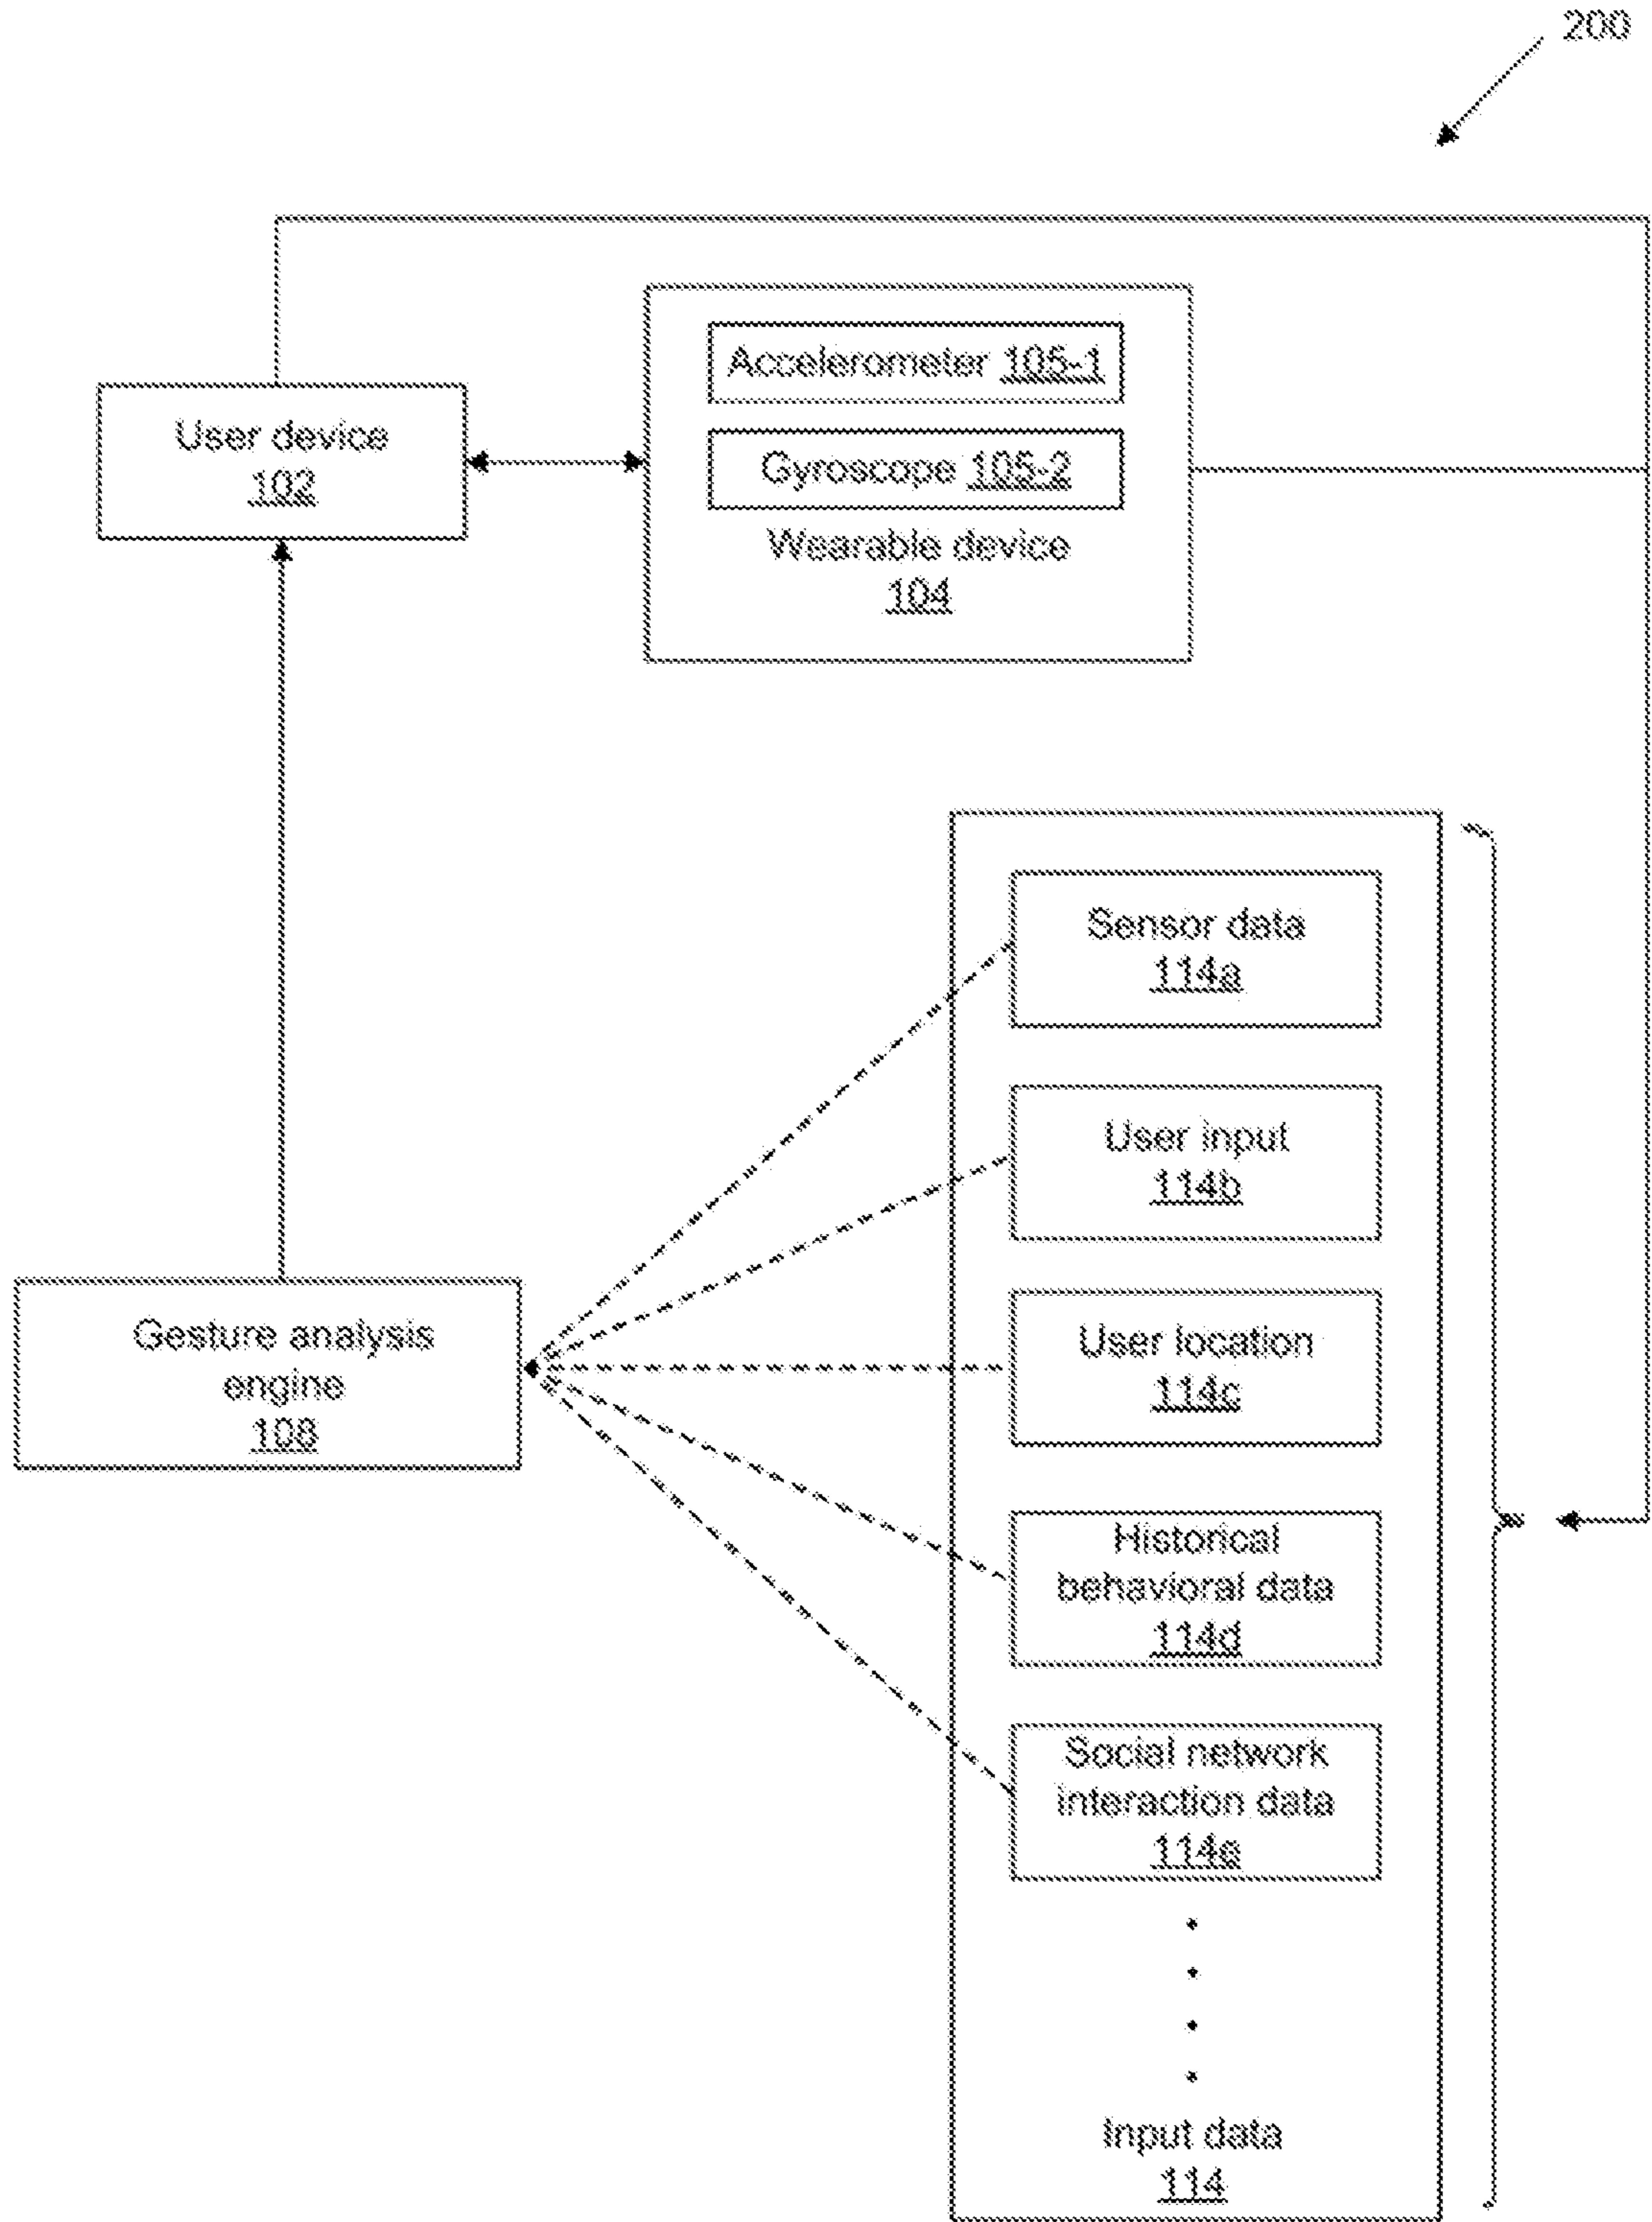 200
Accelerometer 105-1
User device
102
Gyroscope 105-2
Wearable device
104
Sensor data
114a
User input
114b
Gesture analysis
engine
108
User location
114c
Historical
behavioral data
114d
Social network
interaction data
114e
Input data
114